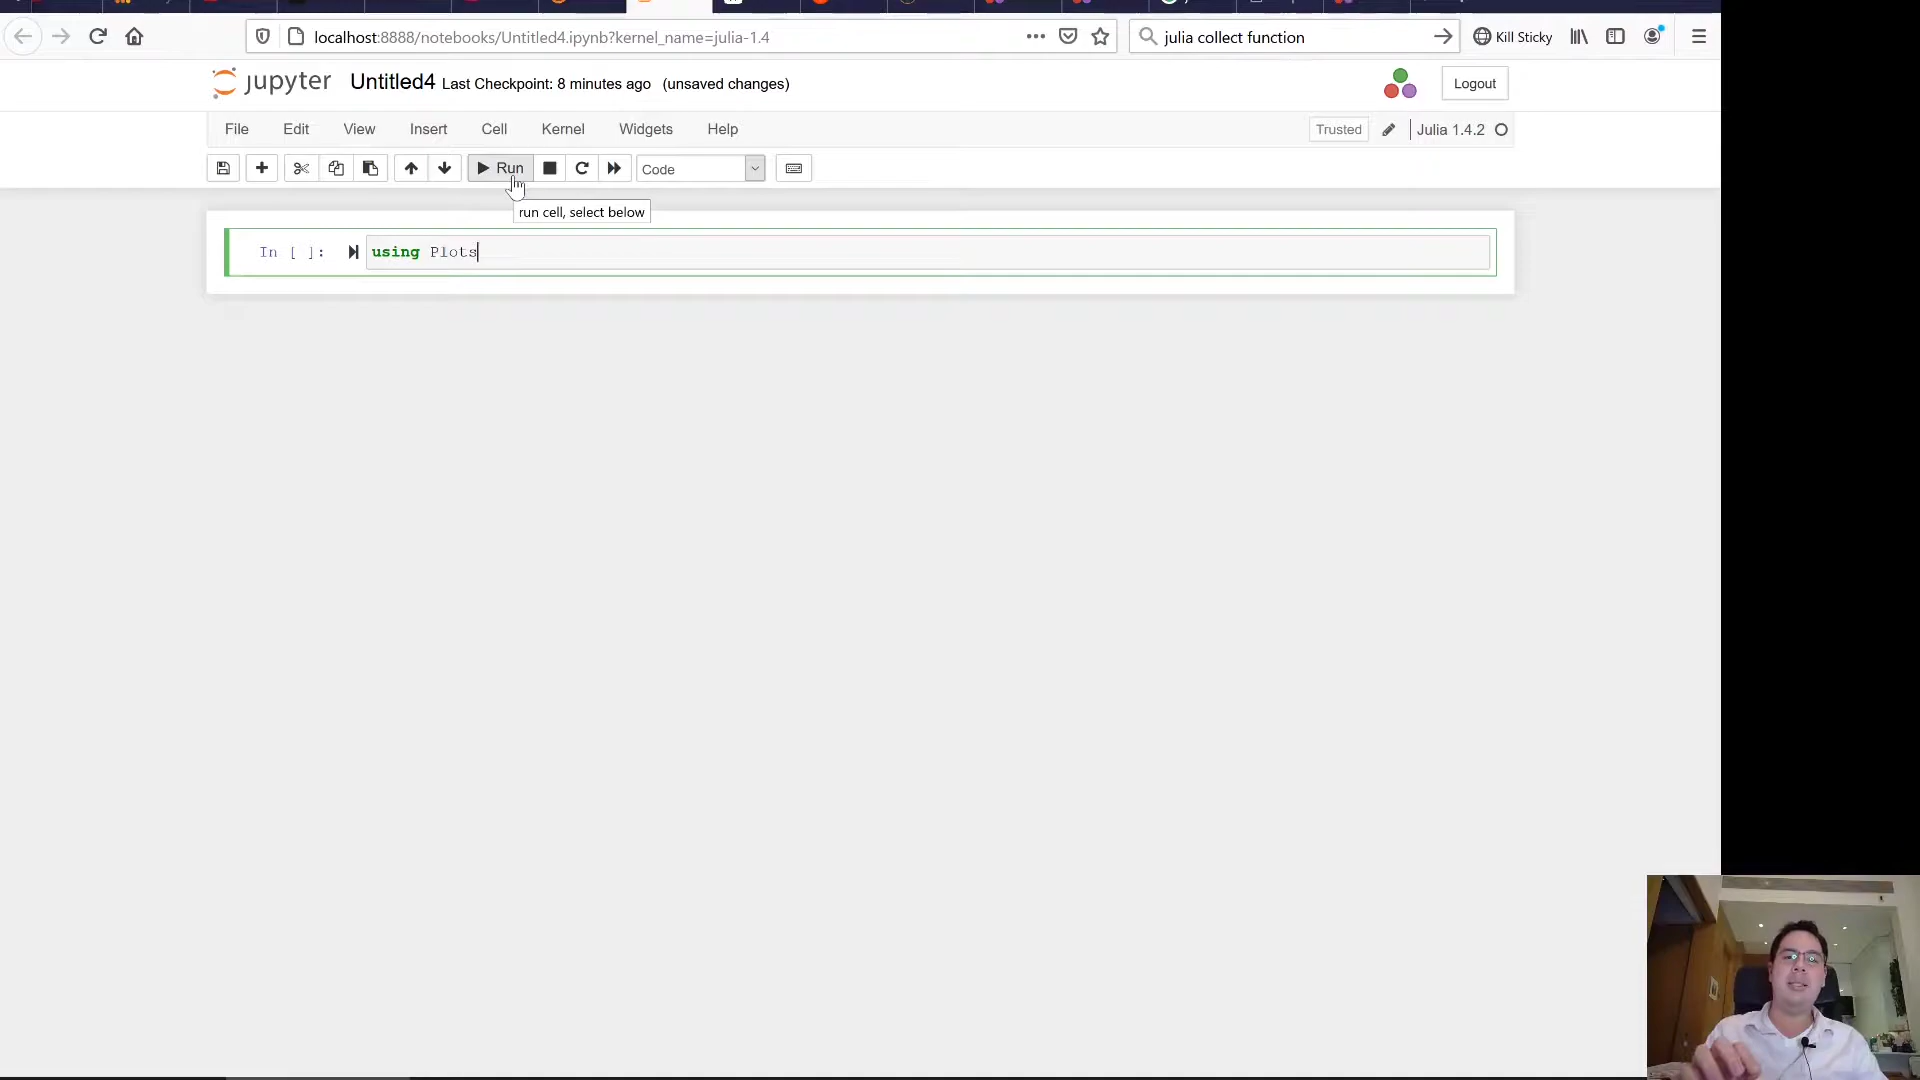 localhost:8888/notebooks/Untitled4.ipynb?kernel_name=julia-1.4
julia collect function
Kill Sticky
jupyter Untitled4 Last Checkpoint: 8 minutes ago (unsaved changes)
Logout
File Edit View Insert Cell Kernel Widgets Help
Trusted Julia 1.4.2
Run Code
run cell, select below
In [ ]: using Plots